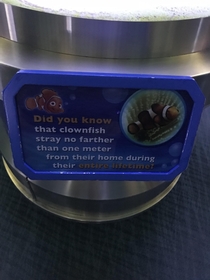 Did you know
that clownfish
stray no farther
than one meter
from their home during
their entire lifetime?